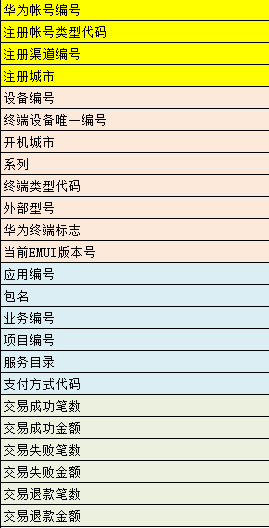 华为帐号编号
注册帐号类型代码
注册渠道编号
注册城市
设备编号
终端设备唯一编号
开机城市
系列
终端类型代码
外部型号
华为终端标志
当前EMUI版本号
应用编号
包名
业务编号
项目编号
服务目录
支付方式代码
交易成功笔数
交易成功金额
交易失败笔数
交易失败金额
交易退款笔数
交易退款金额